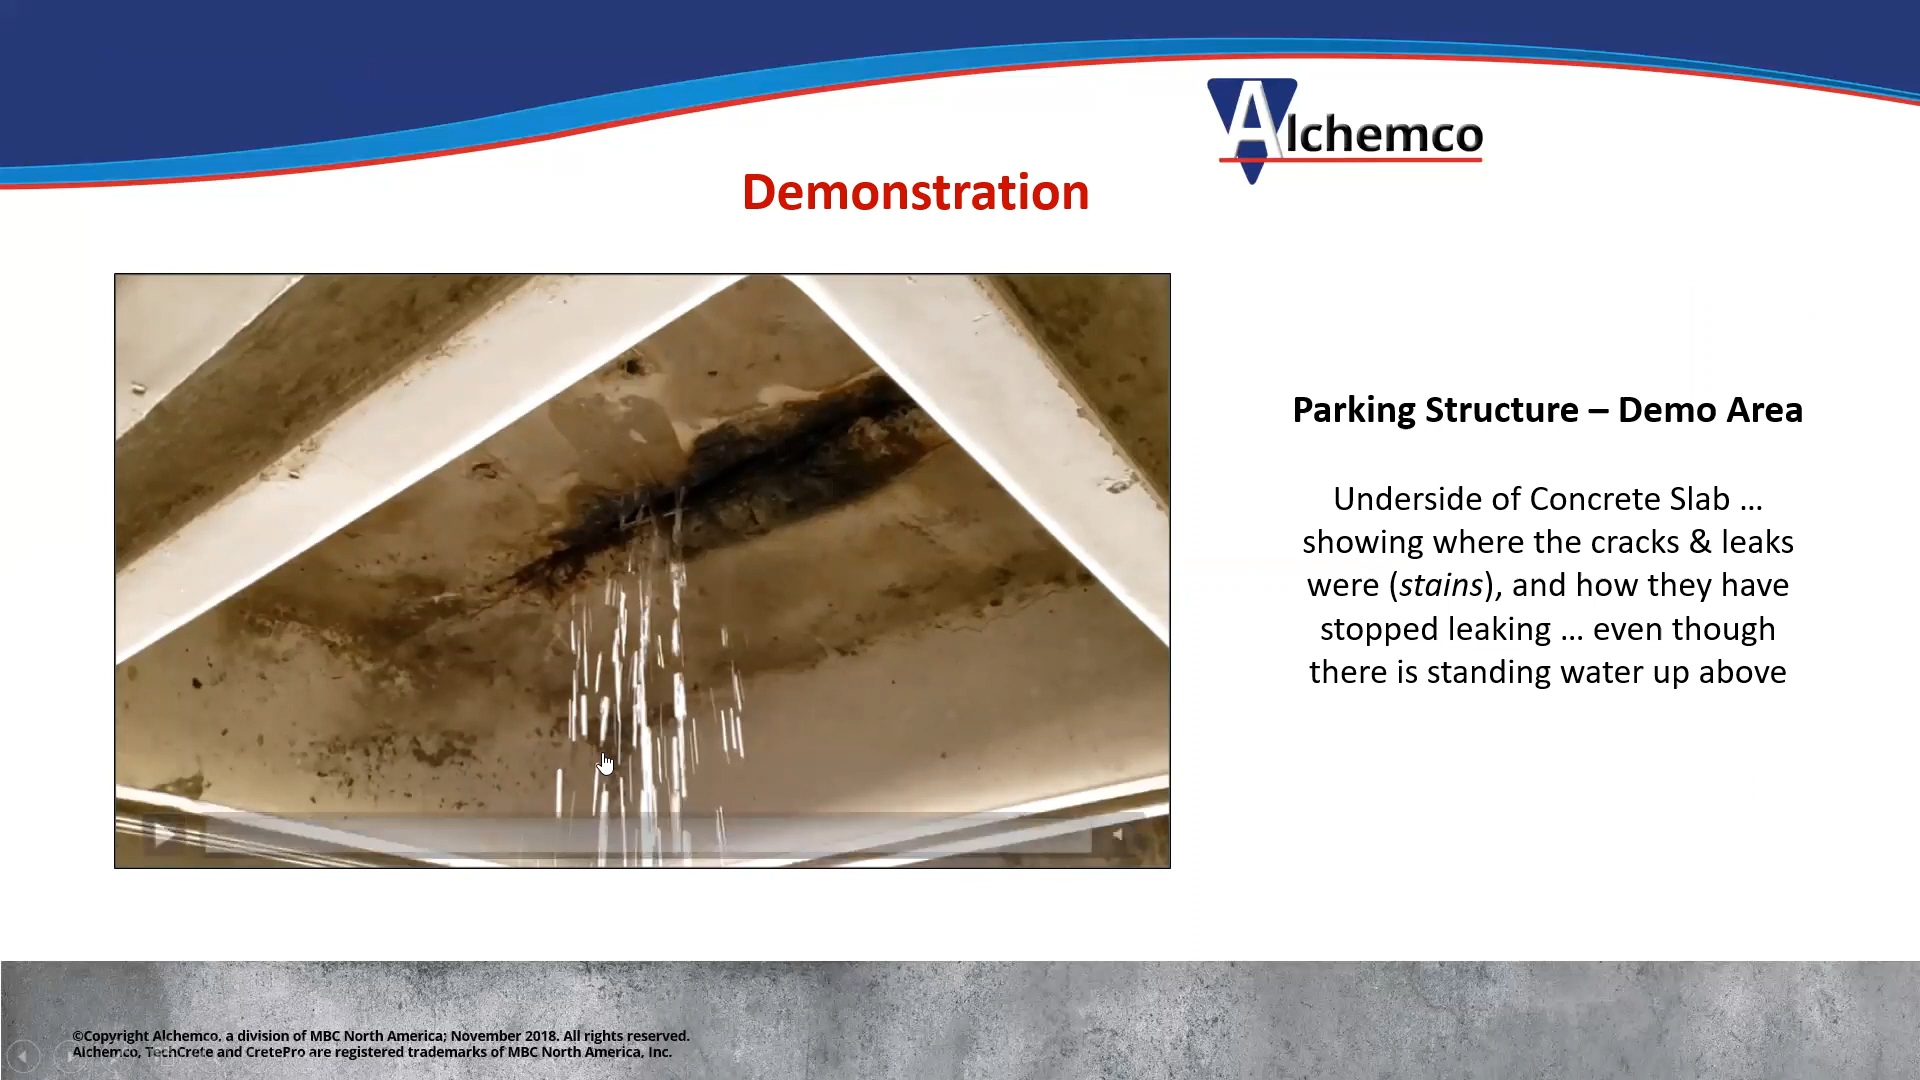 Alchemco
Demonstration
Parking Structure – Demo Area
Underside of Concrete Slab ...
showing where the cracks & leaks
were (stains), and how they have
stopped leaking ... even though
there is standing water up above
©Copyright Alchemco, a division of MBC North America; November 2018. All rights reserved.
Alchemco, TechCrete and CretePro are registered trademarks of MBC North America, Inc.